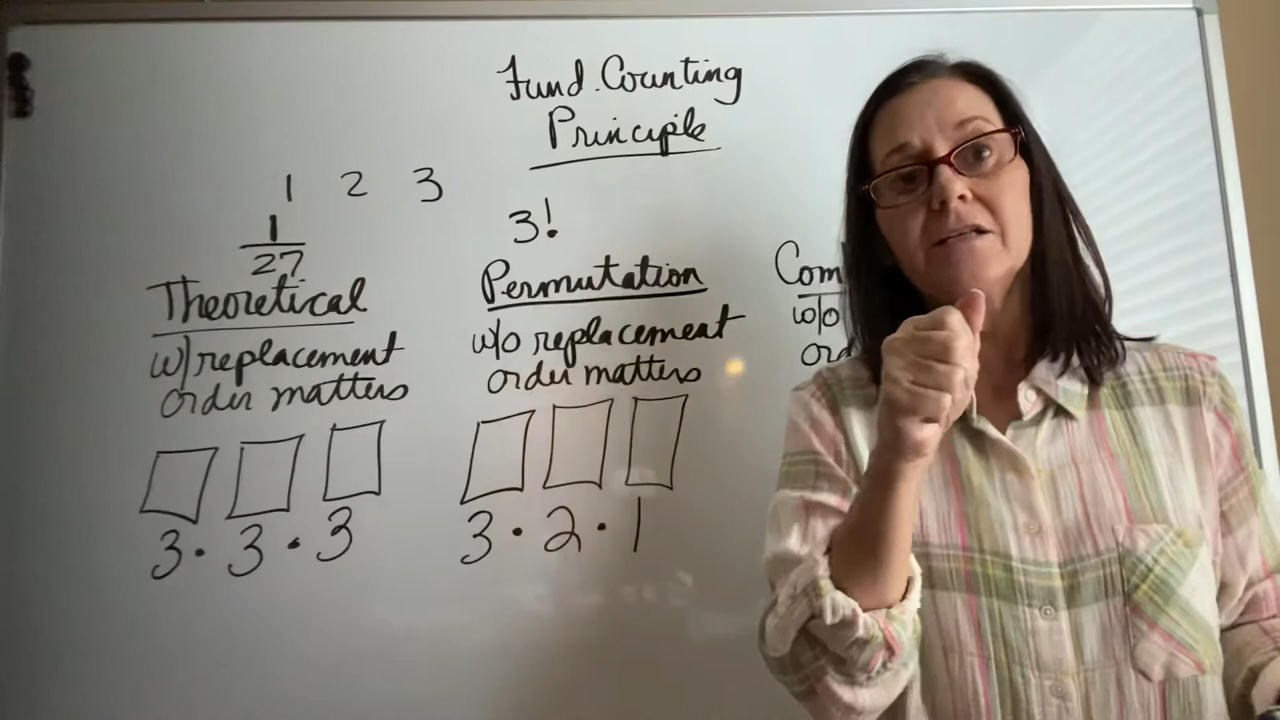 Fund. Counting
Principle
1 2 3
1
27
3!
Theoretical
w/replacement
order matters
3 · 3 · 3
Permutation
w/o replacement
order matters
3 · 2 · 1
Com
w/o
ord